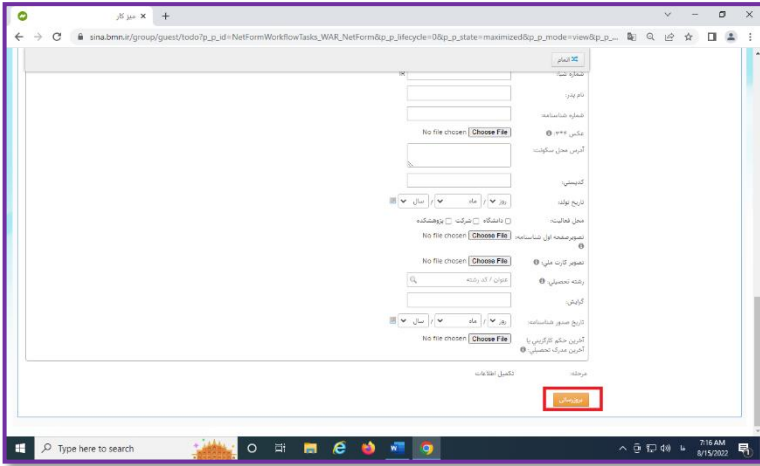 میز کار
sina.bmn.ir/group/guest/todo?p_p_id=NetFormWorkflowTasks_WAR_NetForm&p_p_lifecycle=0&p_p_state=maximized&p_p_mode=view&p_p_...
اتمام
شماره شبا:
نام پدر:
شماره شناسنامه:
عکس ۴*۳: Choose File No file chosen
آدرس محل سکونت:
کدپستی:
تاریخ تولد: روز / ماه / سال
محل فعالیت: دانشگاه شرکت پژوهشکده
تصویرصفحه اول شناسنامه: Choose File No file chosen
تصویر کارت ملی: Choose File No file chosen
رشته تحصیلی: عنوان / کد رشته
گرایش:
تاریخ صدور شناسنامه: روز / ماه / سال
آخرین حکم کارگزینی یا Choose File No file chosen
آخرین مدرک تحصیلی:
مرحله: تکمیل اطلاعات
بروزرسانی
Type here to search
7:16 AM
8/15/2022